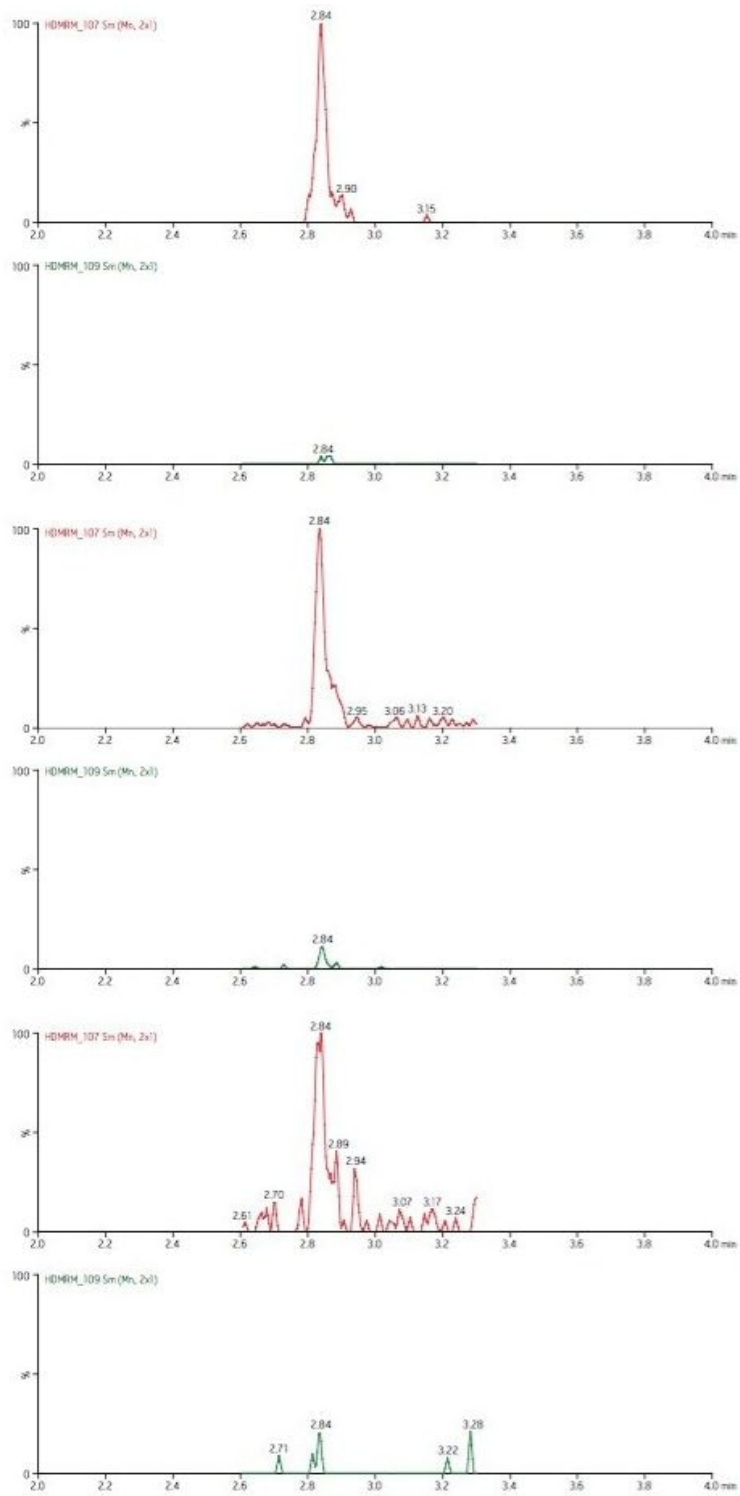 2.84
100
HDMRM_107 Sm (Mn, 2x1)
%
2.90
3.15
0
2.0 2.2 2.4 2.6 2.8 3.0 3.2 3.4 3.6 3.8 4.0 min
100
HDMRM_109 Sm (Mn, 2x1)
%
2.84
0
2.0 2.2 2.4 2.6 2.8 3.0 3.2 3.4 3.6 3.8 4.0 min
2.84
100
HDMRM_107 Sm (Mn, 2x1)
%
2.95 3.06 3.13 3.20
0
2.0 2.2 2.4 2.6 2.8 3.0 3.2 3.4 3.6 3.8 4.0 min
100
HDMRM_109 Sm (Mn, 2x1)
%
2.84
0
2.0 2.2 2.4 2.6 2.8 3.0 3.2 3.4 3.6 3.8 4.0 min
2.84
100
HDMRM_107 Sm (Mn, 2x1)
%
2.89
2.94
2.61 2.70 3.07 3.17 3.24
0
2.0 2.2 2.4 2.6 2.8 3.0 3.2 3.4 3.6 3.8 4.0 min
100
HDMRM_109 Sm (Mn, 2x1)
%
2.84 3.28
2.71 3.22
0
2.0 2.2 2.4 2.6 2.8 3.0 3.2 3.4 3.6 3.8 4.0 min